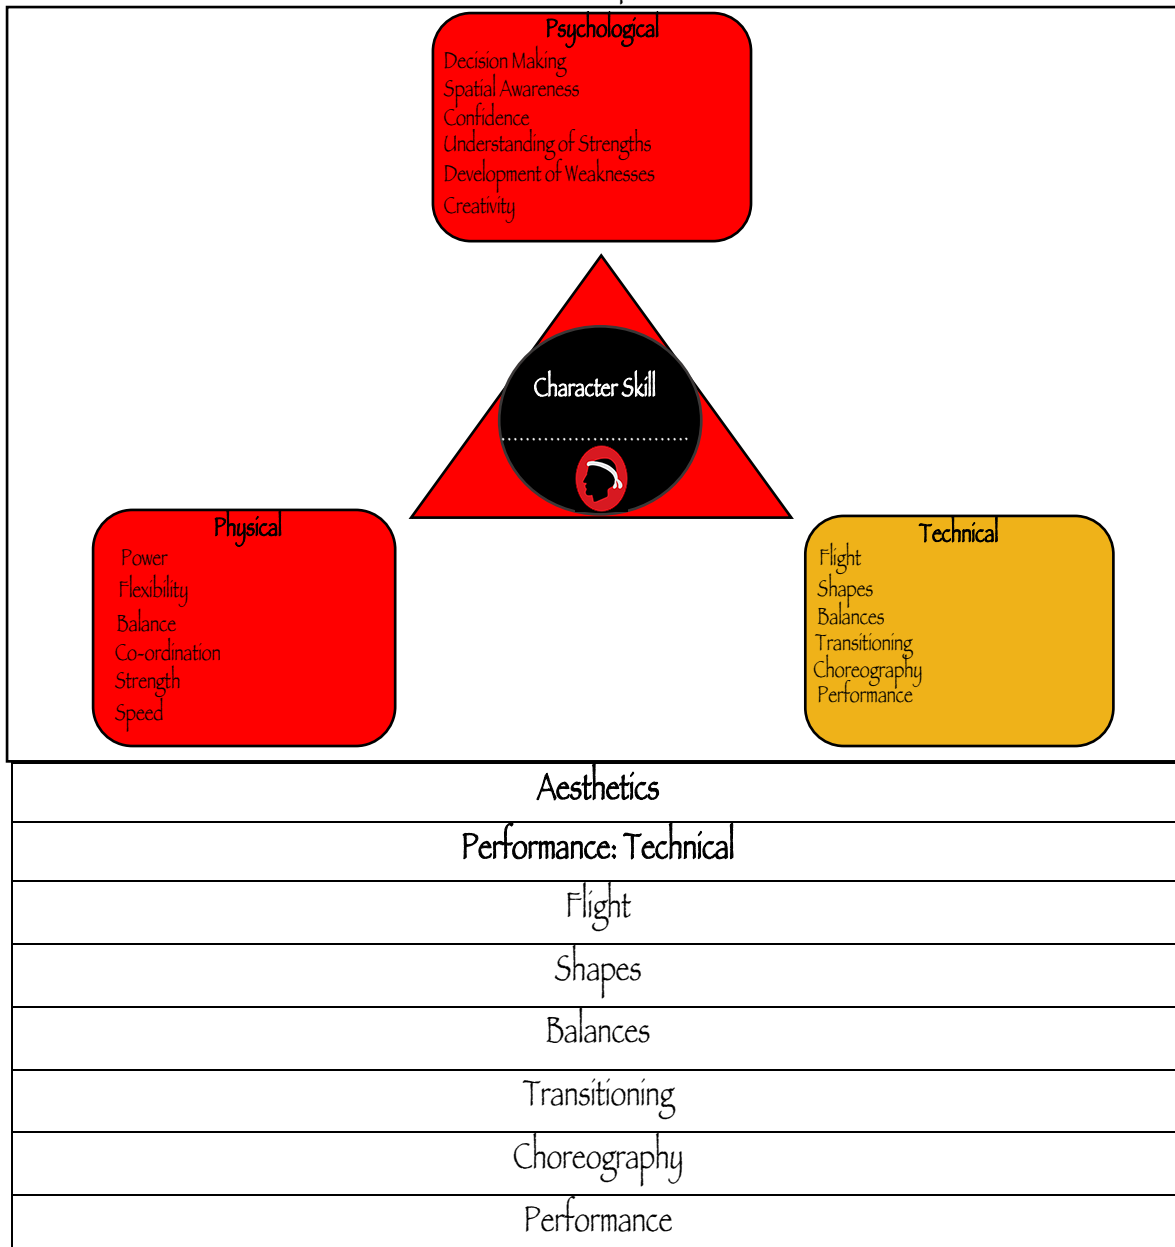 Psychological
Decision Making
Spatial Awareness
Confidence
Understanding of Strengths
Development of Weaknesses
Creativity
Character Skill
Physical
Power
Flexibility
Balance
Co-ordination
Strength
Speed
Technical
Flight
Shapes
Balances
Transitioning
Choreography
Performance
Aesthetics
Performance: Technical
Flight
Shapes
Balances
Transitioning
Choreography
Performance